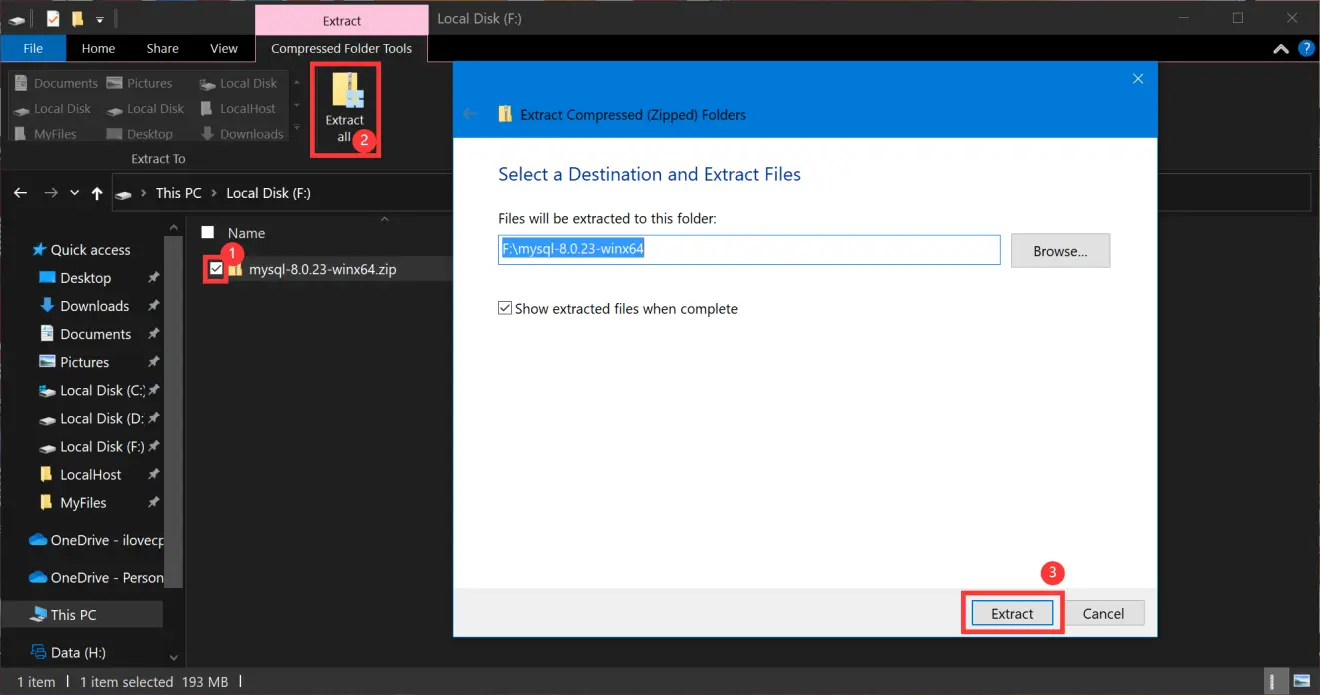 Extract
Local Disk (F:)
File
Home
Share
View
Compressed Folder Tools
?
Documents
Pictures
Local Disk
Local Disk
Local Disk
LocalHost
MyFiles
Desktop
Downloads
Extract To
Extract
all
2
This PC
Local Disk (F:)
Quick access
Desktop
Downloads
Documents
Pictures
Local Disk (C:)
Local Disk (D:
Local Disk (F:)
LocalHost
MyFiles
OneDrive - ilovecp
OneDrive - Person
This PC
Data (H:)
Name
1
mysql-8.0.23-winx64.zip
Extract Compressed (Zipped) Folders
Select a Destination and Extract Files
Files will be extracted to this folder:
F:\mysql-8.0.23-winx64
Browse...
Show extracted files when complete
3
Extract
Cancel
1 item
1 item selected 193 MB